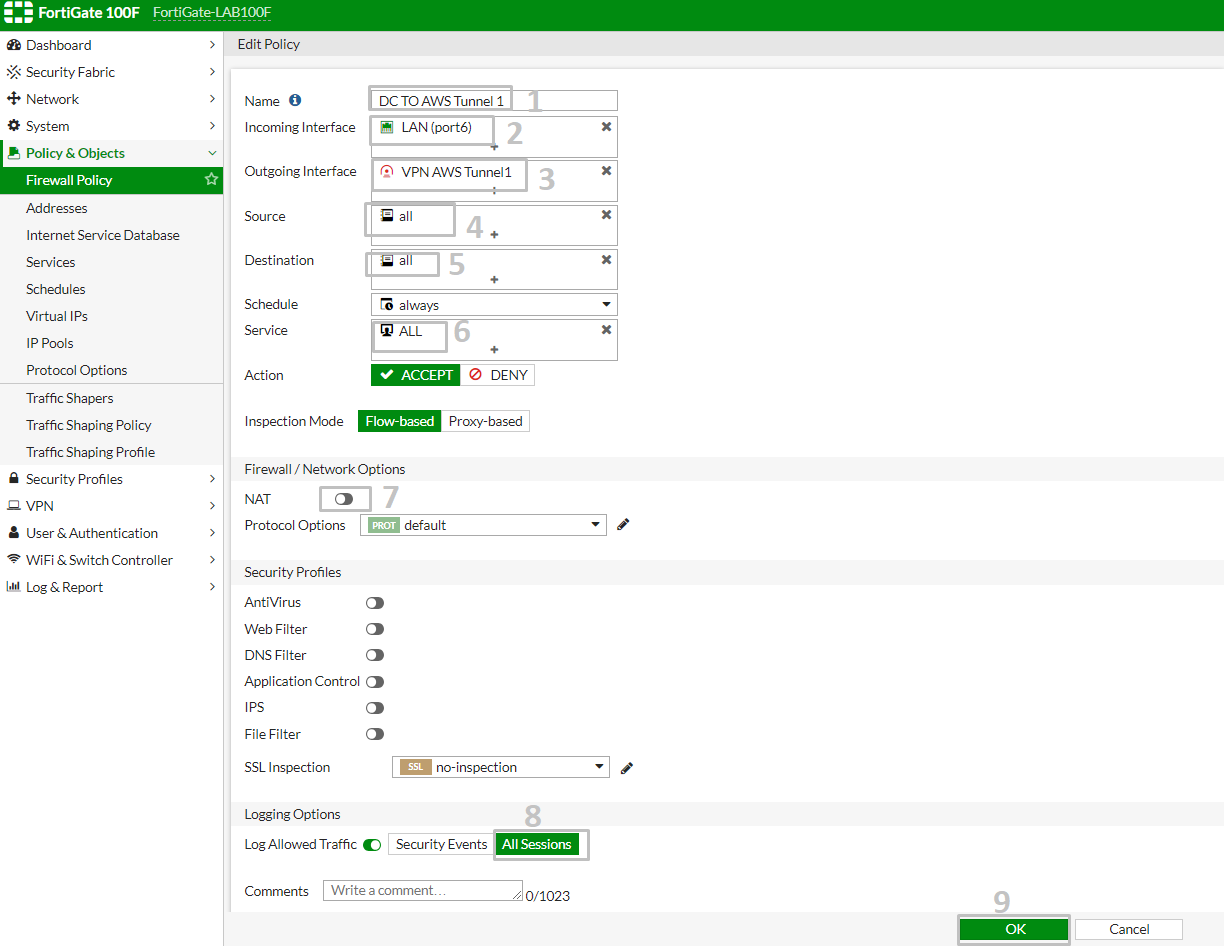 FortiGate 100F FortiGate-LAB100F
Dashboard
Security Fabric
Network
System
Policy & Objects
Firewall Policy
Addresses
Internet Service Database
Services
Schedules
Virtual IPs
IP Pools
Protocol Options
Traffic Shapers
Traffic Shaping Policy
Traffic Shaping Profile
Security Profiles
VPN
User & Authentication
WiFi & Switch Controller
Log & Report
Edit Policy
Name DC TO AWS Tunnel 1 1
Incoming Interface LAN (port6) 2
Outgoing Interface VPN AWS Tunnel1 3
Source all 4
Destination all 5
Schedule always
Service ALL 6
Action ACCEPT DENY
Inspection Mode Flow-based Proxy-based
Firewall / Network Options
NAT 7
Protocol Options PROT default
Security Profiles
AntiVirus
Web Filter
DNS Filter
Application Control
IPS
File Filter
SSL Inspection SSL no-inspection
Logging Options
8
Log Allowed Traffic Security Events All Sessions
Comments Write a comment... 0/1023
9
OK Cancel